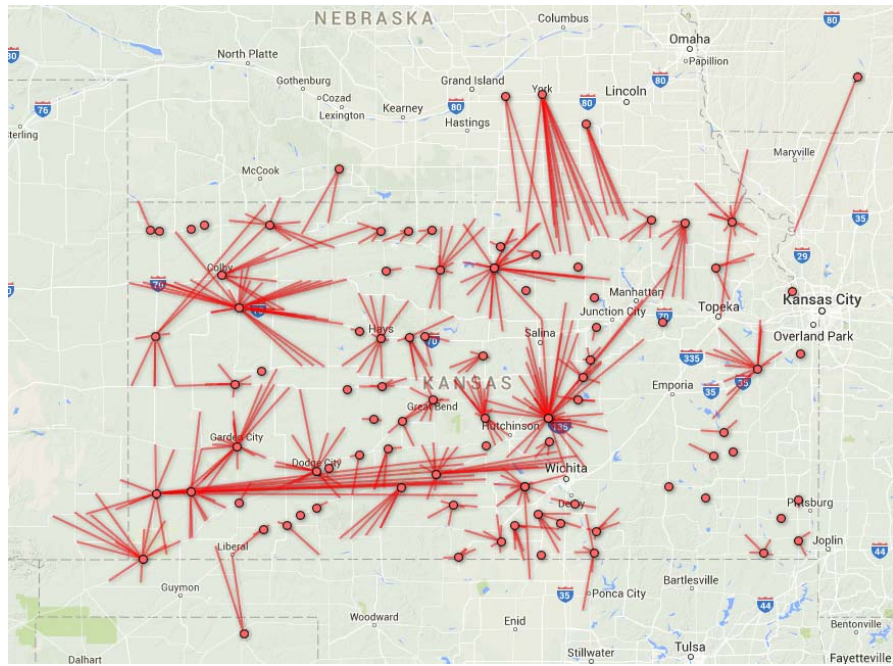 NEBRASKA
Columbus
80
Omaha
North Platte
Papillion
80
80
Gothenburg
Grand Island
York
Cozad
Lincoln
76
Lexington
Kearney
80
80
Hastings
Maryville
McCook
35
29
Colby
76
Manhattan
Kansas City
70
Junction City
Topeka
70
Overland Park
Hays
70
Salina
335
KANSAS
35
35
Emporia
Great Bend
Garden City
Hutchinson
135
Dodge City
Wichita
Derby
Pittsburg
Liberal
Joplin
44
Guymon
Bartlesville
35
Ponca City
44
Woodward
Enid
Bentonville
Dalhart
Stillwater
Tulsa
Fayetteville